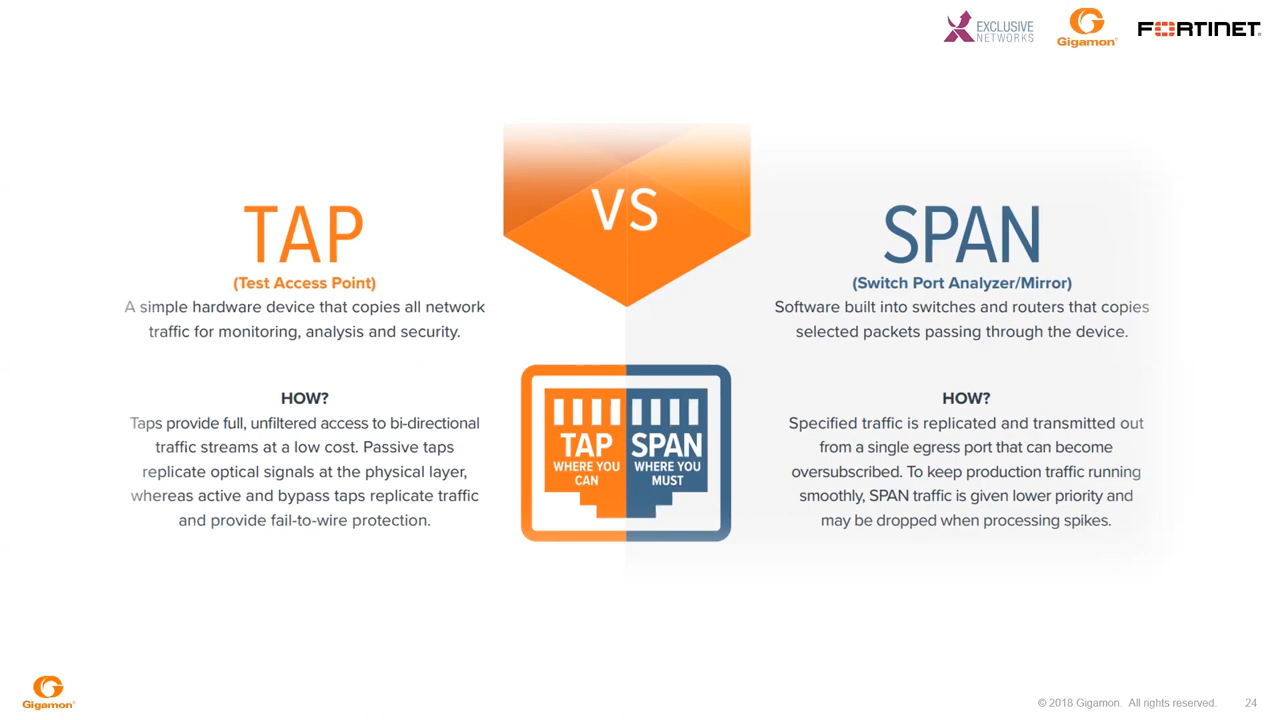 EXCLUSIVE
NETWORKS
Gigamon®
FORTINET®
VS
TAP
(Test Access Point)
A simple hardware device that copies all network
traffic for monitoring, analysis and security.
HOW?
Taps provide full, unfiltered access to bi-directional
traffic streams at a low cost. Passive taps
replicate optical signals at the physical layer,
whereas active and bypass taps replicate traffic
and provide fail-to-wire protection.
TAP
WHERE YOU
CAN
SPAN
WHERE YOU
MUST
SPAN
(Switch Port Analyzer/Mirror)
Software built into switches and routers that copies
selected packets passing through the device.
HOW?
Specified traffic is replicated and transmitted out
from a single egress port that can become
oversubscribed. To keep production traffic running
smoothly, SPAN traffic is given lower priority and
may be dropped when processing spikes.
Gigamon®
© 2018 Gigamon. All rights reserved.
24